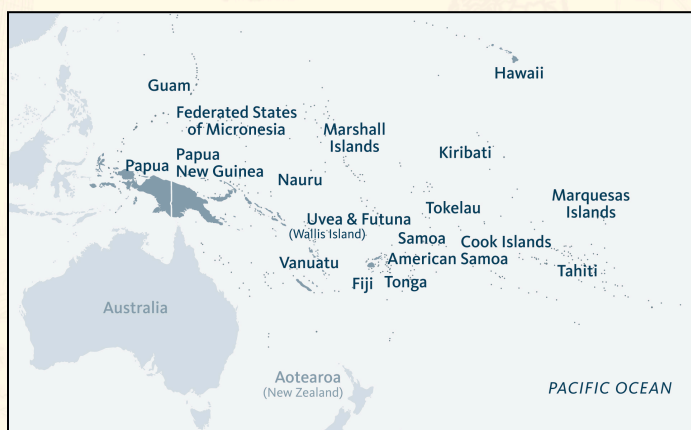 Hawaii
Guam
Federated States
of Micronesia
Marshall
Islands
Kiribati
Papua
Papua
New Guinea
Nauru
Marquesas
Islands
Tokelau
Uvea & Futuna
(Wallis Island)
Samoa
Cook Islands
American Samoa
Vanuatu
Tahiti
Fiji
Tonga
Australia
Aotearoa
(New Zealand)
PACIFIC OCEAN